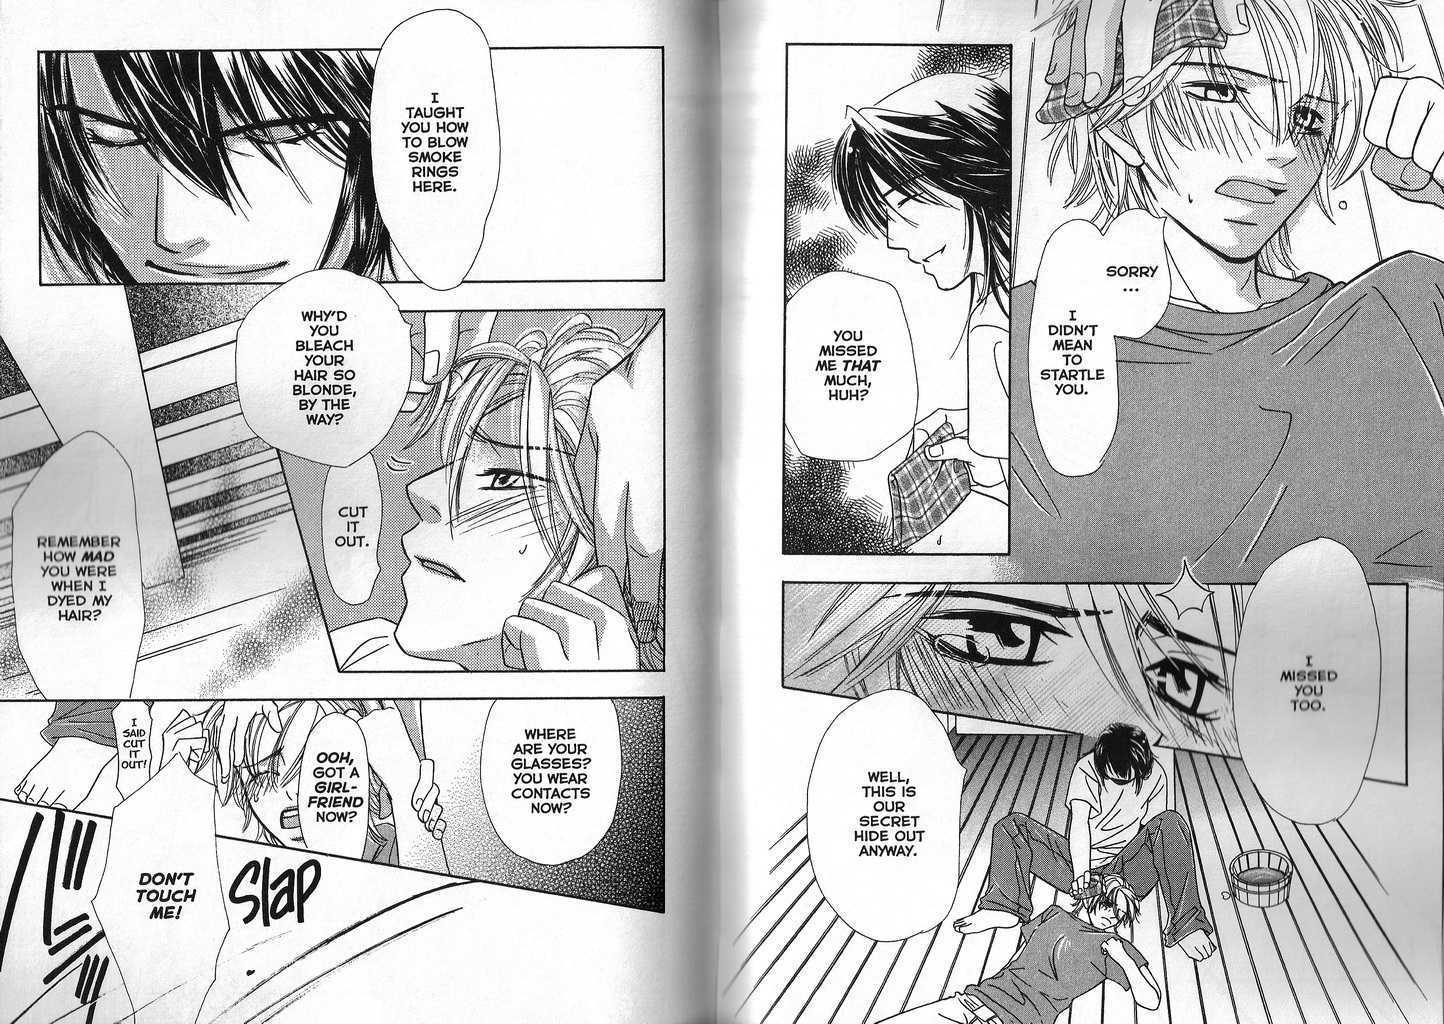 SORRY
...
I
DIDN'T
MEAN TO
STARTLE
YOU.
YOU
MISSED
ME THAT
MUCH,
HUH?
I
MISSED
YOU
TOO.
WELL,
THIS IS
OUR
SECRET
HIDE OUT
ANYWAY.
I
TAUGHT
YOU HOW
TO BLOW
SMOKE
RINGS
HERE.
WHY'D
YOU
BLEACH
YOUR
HAIR SO
BLONDE,
BY THE
WAY?
CUT
IT
OUT.
REMEMBER
HOW MAD
YOU WERE
WHEN I
DYED MY
HAIR?
WHERE
ARE YOUR
GLASSES?
YOU WEAR
CONTACTS
NOW?
OOH,
GOT A
GIRL-
FRIEND
NOW?
I
SAID
CUT
IT
OUT!
DON'T
TOUCH
ME!
SLAP